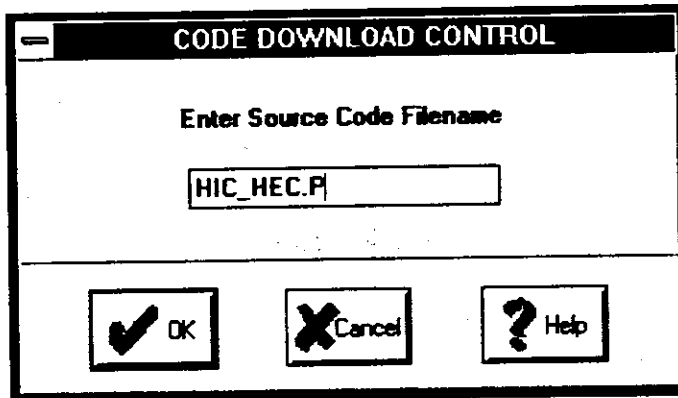 CODE DOWNLOAD CONTROL
Enter Source Code Filename
HIC_HEC.P
OK
Cancel
Help